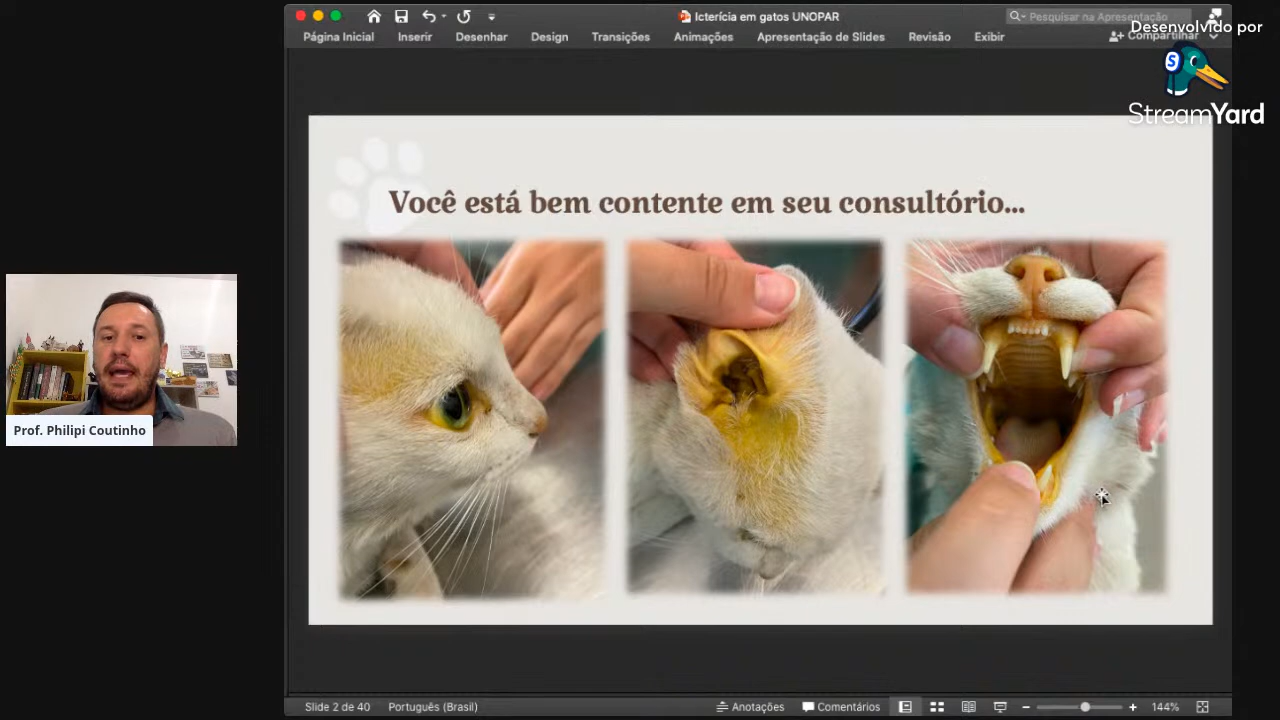 Icterícia em gatos UNOPAR
Pesquisar na Apresentação
Desenvolvido por
Página Inicial
Inserir
Desenhar
Design
Transições
Animações
Apresentação de Slides
Revisão
Exibir
Compartilhar
S
StreamYard
Você está bem contente em seu consultório...
Prof. Philipi Coutinho
Slide 2 de 40
Português (Brasil)
Anotações
Comentários
144%